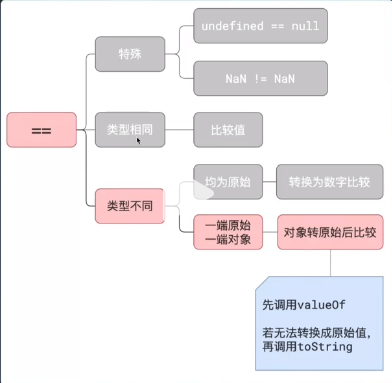 undefined == null
特殊
NaN != NaN
==
类型相同
比较值
均为原始
转换为数字比较
类型不同
一端原始
一端对象
对象转原始后比较
先调用valueOf
若无法转换成原始值，
再调用toString